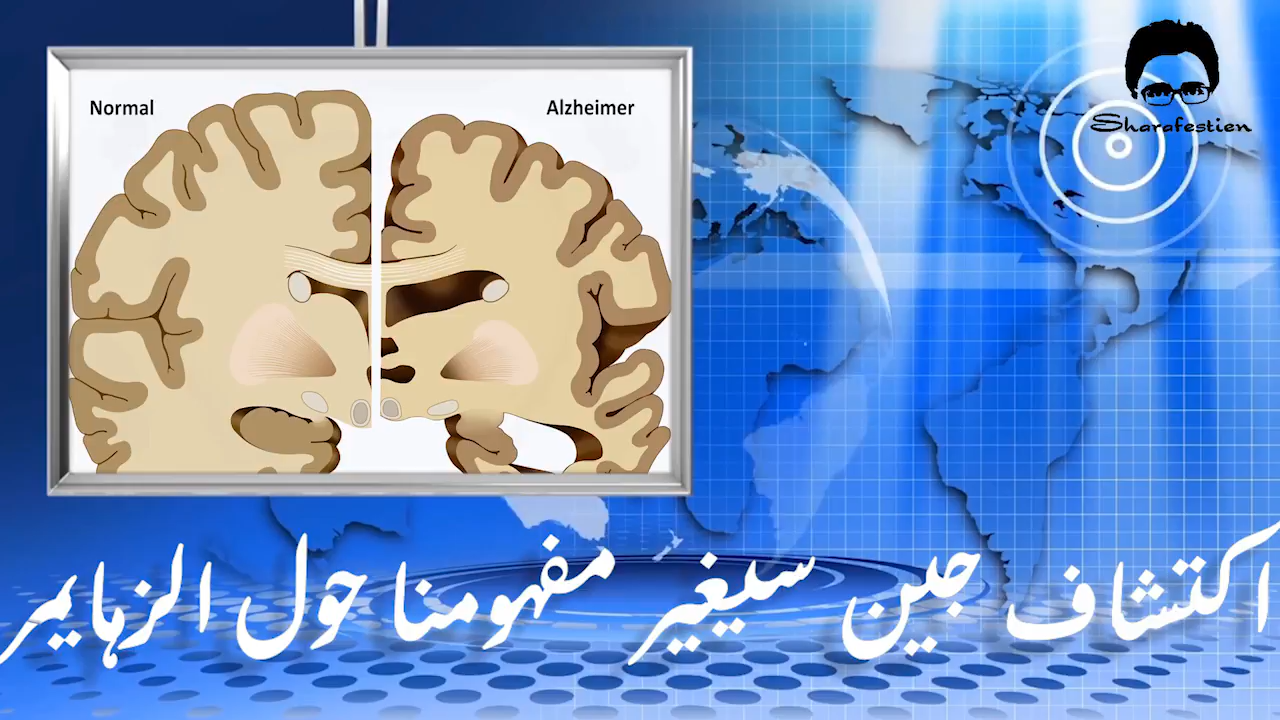 Normal
Alzheimer
Sharafestien
اكتشاف جين سيغير مفهومنا حول الزهايمر